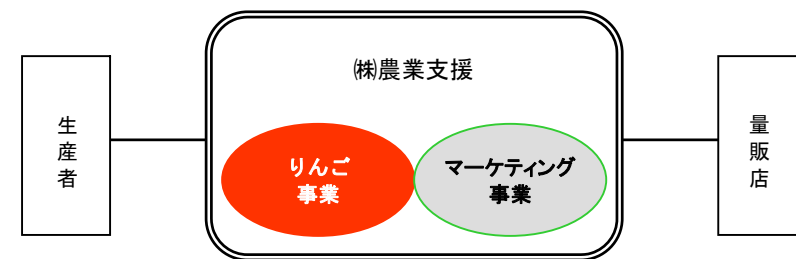 ㈱農業支援
生産者
りんご
事業
マーケティング
事業
量販店